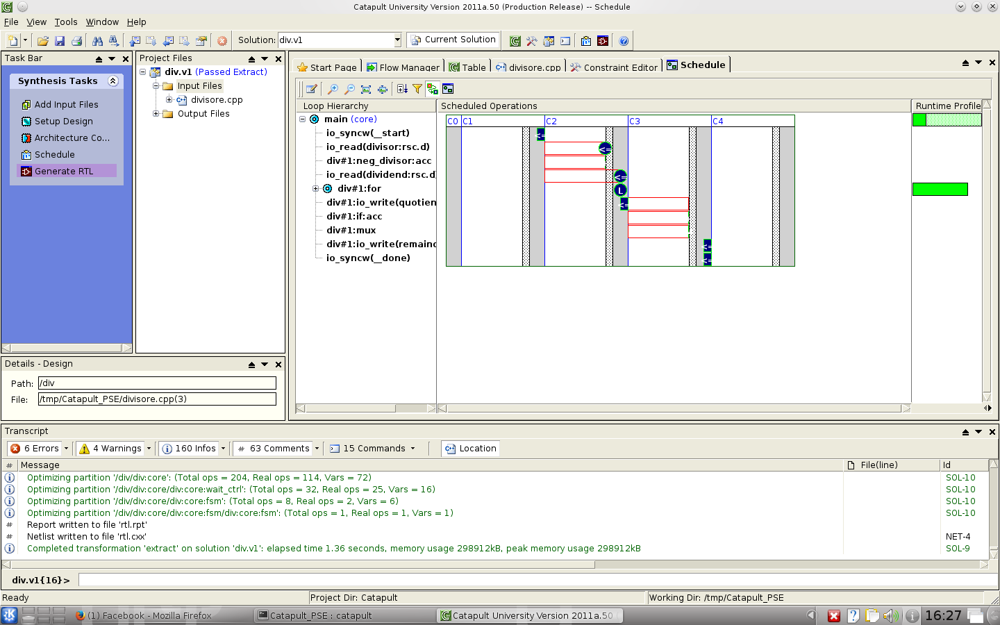 Catapult University Version 2011a.50 (Production Release) -- Schedule
File View Tools Window Help
Solution: div.v1 Current Solution
Task Bar
Synthesis Tasks
Add Input Files
Setup Design
Architecture Co...
Schedule
Generate RTL
Project Files
div.v1 (Passed Extract)
Input Files
divisore.cpp
Output Files
Start Page Flow Manager Table divisore.cpp Constraint Editor Schedule
Loop Hierarchy Scheduled Operations Runtime Profile
C0 C1 C2 C3 C4
main (core)
io_syncw(__start)
io_read(divisor:rsc.d)
div#1:neg_divisor:acc
io_read(dividend:rsc.d)
div#1:for
div#1:io_write(quotien
div#1:if:acc
div#1:mux
div#1:io_write(remainc
io_syncw(__done)
Details - Design
Path: /div
File: /tmp/Catapult_PSE/divisore.cpp(3)
Transcript
6 Errors 4 Warnings 160 Infos # 63 Comments 15 Commands Location
# Message File(line) Id
Optimizing partition '/div/div:core': (Total ops = 204, Real ops = 114, Vars = 72) SOL-10
Optimizing partition '/div/div:core/div:core:wait_ctrl': (Total ops = 32, Real ops = 25, Vars = 16) SOL-10
Optimizing partition '/div/div:core/div:core:fsm': (Total ops = 8, Real ops = 2, Vars = 6) SOL-10
Optimizing partition '/div/div:core/div:core:fsm/div:core:fsm': (Total ops = 1, Real ops = 1, Vars = 1) SOL-10
# Report written to file 'rtl.rpt'
# Netlist written to file 'rtl.cxx' NET-4
Completed transformation 'extract' on solution 'div.v1': elapsed time 1.36 seconds, memory usage 298912kB, peak memory usage 298912kB SOL-9
div.v1{16}>
Ready Project Dir: Catapult Working Dir: /tmp/Catapult_PSE
(1) Facebook - Mozilla Firefox Catapult_PSE : catapult Catapult University Version 2011a.50 16:27